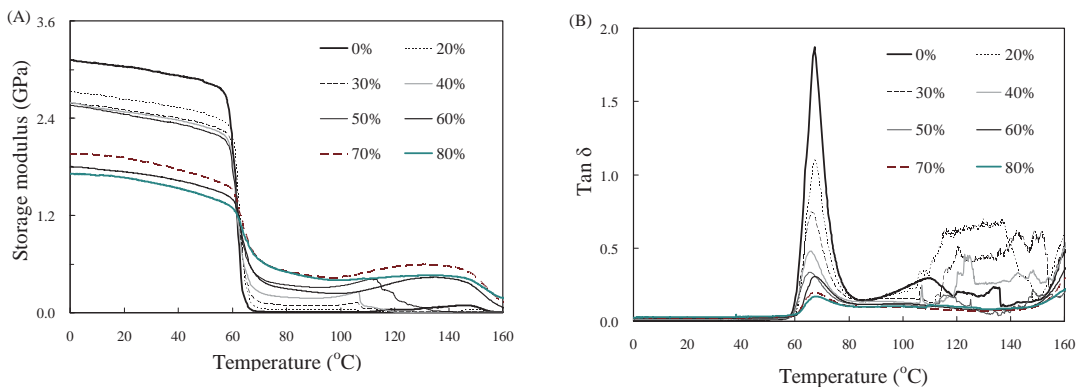 (A)
3.6
2.4
1.2
0.0
Storage modulus (GPa)
0% 20%
30% 40%
50% 60%
70% 80%
0 20 40 60 80 100 120 140 160
Temperature (°C)
(B)
2.0
1.5
1.0
0.5
0.0
Tan δ
0% 20%
30% 40%
50% 60%
70% 80%
0 20 40 60 80 100 120 140 160
Temperature (°C)